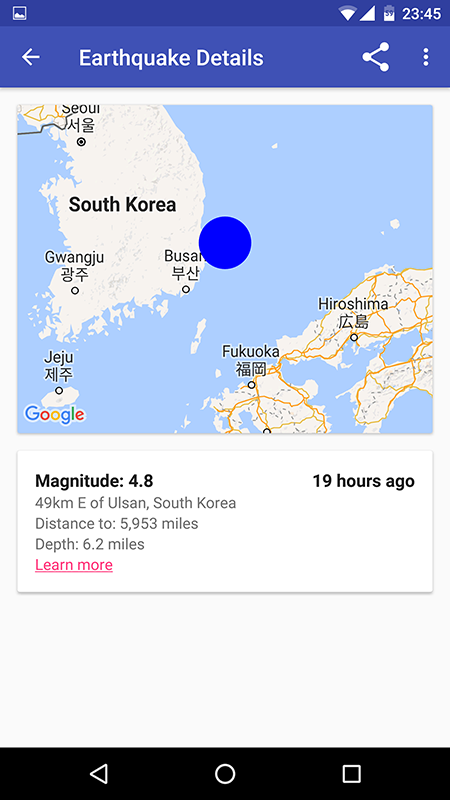 23:45
Earthquake Details
Seoul
서울
South Korea
Gwangju
광주
Busan
부산
Hiroshima
広島
Fukuoka
福岡
Jeju
제주
Google
Magnitude: 4.8
19 hours ago
49km E of Ulsan, South Korea
Distance to: 5,953 miles
Depth: 6.2 miles
Learn more